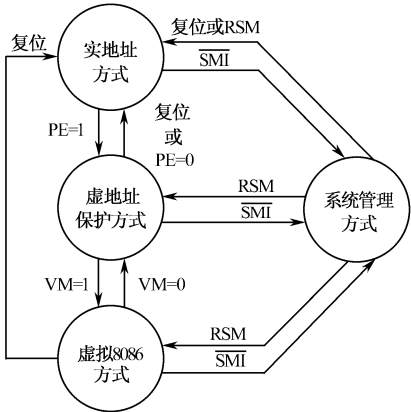 复位
复位或RSM
实地址
方式
SMI
PE=1
复位
或
PE=0
虚地址
保护方式
RSM
SMI
系统管理
方式
VM=1
VM=0
虚拟8086
方式
RSM
SMI